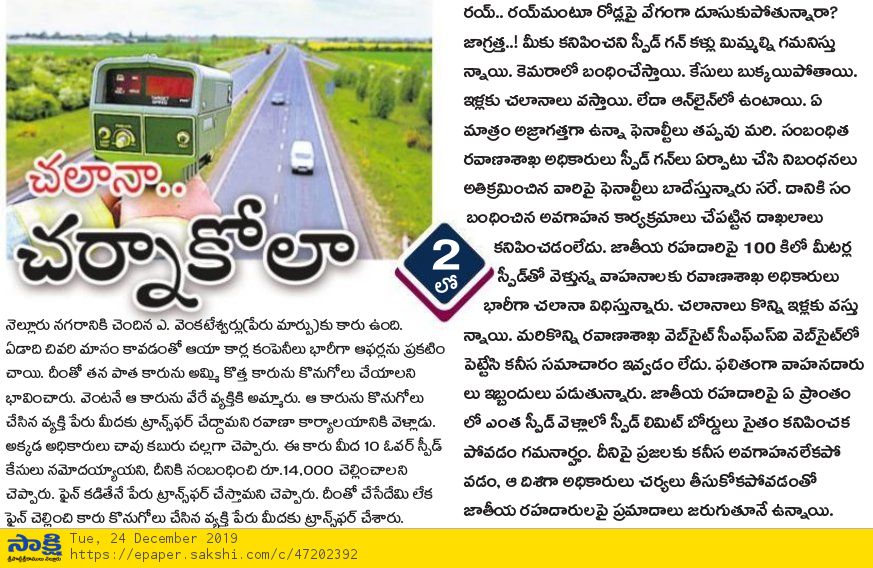 చలానా..
చర్నాకోలా
2
లో
నెల్లూరు నగరానికి చెందిన ఎ. వెంకటేశ్వర్లు(పేరు మార్పు)కు కారు ఉంది.
ఏడాది చివరి మాసం కావడంతో ఆయా కార్ల కంపెనీలు భారీగా ఆఫర్లను ప్రకటిం
చాయి. దీంతో తన పాత కారును అమ్మి కొత్త కారును కొనుగోలు చేయాలని
భావించారు. వెంటనే ఆ కారును వేరే వ్యక్తికి అమ్మారు. ఆ కారును కొనుగోలు
చేసిన వ్యక్తి పేరు మీదకు ట్రాన్స్‌ఫర్ చేద్దామని రవాణా కార్యాలయానికి వెళ్లాడు.
అక్కడ అధికారులు చావు కబురు చల్లగా చెప్పారు. ఈ కారు మీద 10 ఓవర్ స్పీడ్
కేసులు నమోదయ్యాయని, దీనికి సంబంధించి రూ.14,000 చెల్లించాలని
చెప్పారు. ఫైన్ కడితేనే పేరు ట్రాన్స్‌ఫర్ చేస్తామని చెప్పారు. దీంతో చేసేదేమి లేక
ఫైన్ చెల్లించి కారు కొనుగోలు చేసిన వ్యక్తి పేరు మీదకు ట్రాన్స్‌ఫర్ చేశారు.
రయ్.. రయ్‌మంటూ రోడ్లపై వేగంగా దూసుకుపోతున్నారా?
జాగ్రత్త..! మీకు కనిపించని స్పీడ్ గన్ కళ్లు మిమ్మల్ని గమనిస్తు
న్నాయి. కెమరాలో బంధించేస్తాయి. కేసులు బుక్కయిపోతాయి.
ఇళ్లకు చలానాలు వస్తాయి. లేదా ఆన్‌లైన్‌లో ఉంటాయి. ఏ
మాత్రం అజాగ్రత్తగా ఉన్నా ఫెనాల్టీలు తప్పవు మరి. సంబంధిత
రవాణాశాఖ అధికారులు స్పీడ్ గన్‌లు ఏర్పాటు చేసి నిబంధనలు
అతిక్రమించిన వారిపై ఫెనాల్టీలు బాదేస్తున్నారు సరే. దానికి సం
బంధించిన అవగాహన కార్యక్రమాలు చేపట్టిన దాఖలాలు
కనిపించడంలేదు. జాతీయ రహదారిపై 100 కిలో మీటర్ల
స్పీడ్‌తో వెళ్తున్న వాహనాలకు రవాణాశాఖ అధికారులు
భారీగా చలానా విధిస్తున్నారు. చలానాలు కొన్ని ఇళ్లకు వస్తు
న్నాయి. మరికొన్ని రవాణాశాఖ వెబ్‌సైట్ సీఎఫ్ఎస్ఐ వెబ్‌సైట్‌లో
పెట్టేసి కనీస సమాచారం ఇవ్వడం లేదు. ఫలితంగా వాహనదారు
లు ఇబ్బందులు పడుతున్నారు. జాతీయ రహదారిపై ఏ ప్రాంతం
లో ఎంత స్పీడ్ వెళ్లాలో స్పీడ్ లిమిట్ బోర్డులు సైతం కనిపించక
పోవడం గమనార్హం. దీనిపై ప్రజలకు కనీస అవగాహనలేకపో
వడం, ఆ దిశగా అధికారులు చర్యలు తీసుకోకపోవడంతో
జాతీయ రహదారులపై ప్రమాదాలు జరుగుతూనే ఉన్నాయి.
సాక్షి
శ్రీపొట్టిశ్రీరాములు నెల్లూరు
Tue, 24 December 2019
https://epaper.sakshi.com/c/47202392